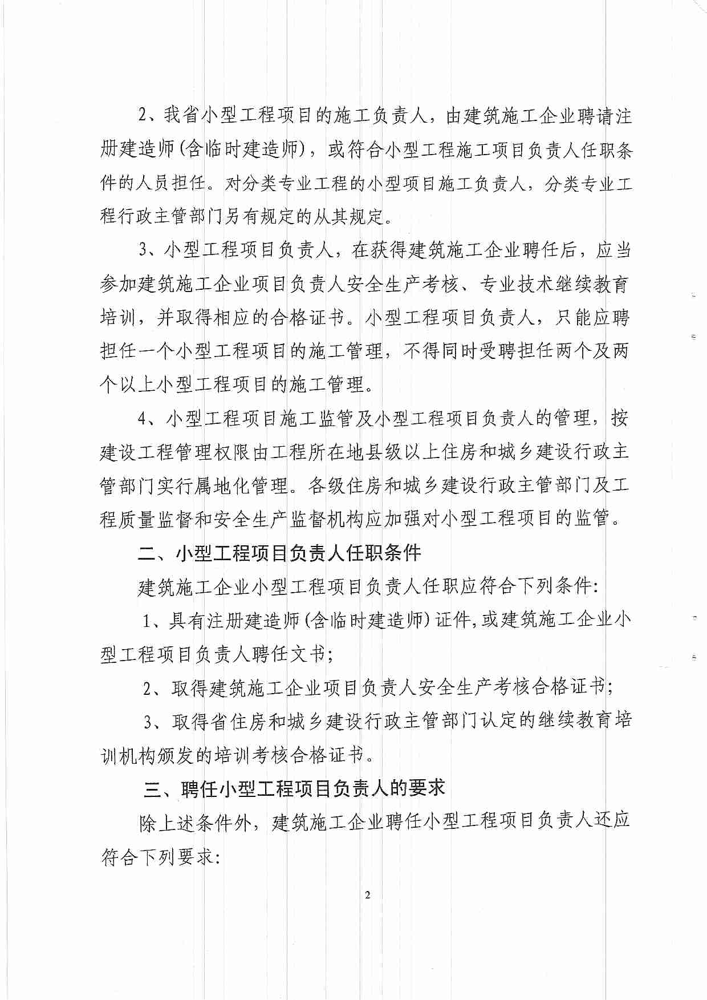 2、我省小型工程项目的施工负责人，由建筑施工企业聘请注
册建造师(含临时建造师)，或符合小型工程施工项目负责人任职条
件的人员担任。对分类专业工程的小型项目施工负责人，分类专业工
程行政主管部门另有规定的从其规定。
3、小型工程项目负责人，在获得建筑施工企业聘任后，应当
参加建筑施工企业项目负责人安全生产考核、专业技术继续教育
培训，并取得相应的合格证书。小型工程项目负责人，只能应聘
担任一个小型工程项目的施工管理，不得同时受聘担任两个及两
个以上小型工程项目的施工管理。
4、小型工程项目施工监管及小型工程项目负责人的管理，按
建设工程管理权限由工程所在地县级以上住房和城乡建设行政主
管部门实行属地化管理。各级住房和城乡建设行政主管部门及工
程质量监督和安全生产监督机构应加强对小型工程项目的监管。
二、小型工程项目负责人任职条件
建筑施工企业小型工程项目负责人任职应符合下列条件:
1、具有注册建造师(含临时建造师)证件,或建筑施工企业小
型工程项目负责人聘任文书;
2、取得建筑施工企业项目负责人安全生产考核合格证书;
3、取得省住房和城乡建设行政主管部门认定的继续教育培
训机构颁发的培训考核合格证书。
三、聘任小型工程项目负责人的要求
除上述条件外，建筑施工企业聘任小型工程项目负责人还应
符合下列要求:
2